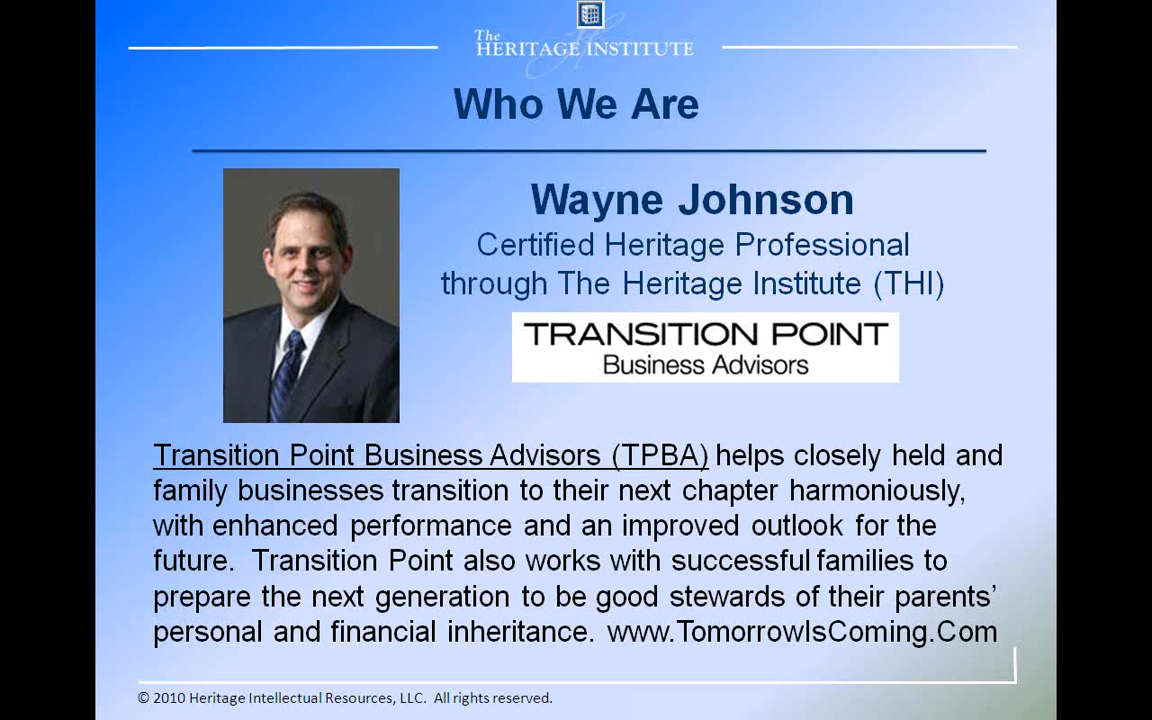 The
HERITAGE INSTITUTE
Who We Are
Wayne Johnson
Certified Heritage Professional
through The Heritage Institute (THI)
TRANSITION POINT
Business Advisors
Transition Point Business Advisors (TPBA) helps closely held and
family businesses transition to their next chapter harmoniously,
with enhanced performance and an improved outlook for the
future.  Transition Point also works with successful families to
prepare the next generation to be good stewards of their parents’
personal and financial inheritance. www.TomorrowIsComing.Com
© 2010 Heritage Intellectual Resources, LLC.  All rights reserved.